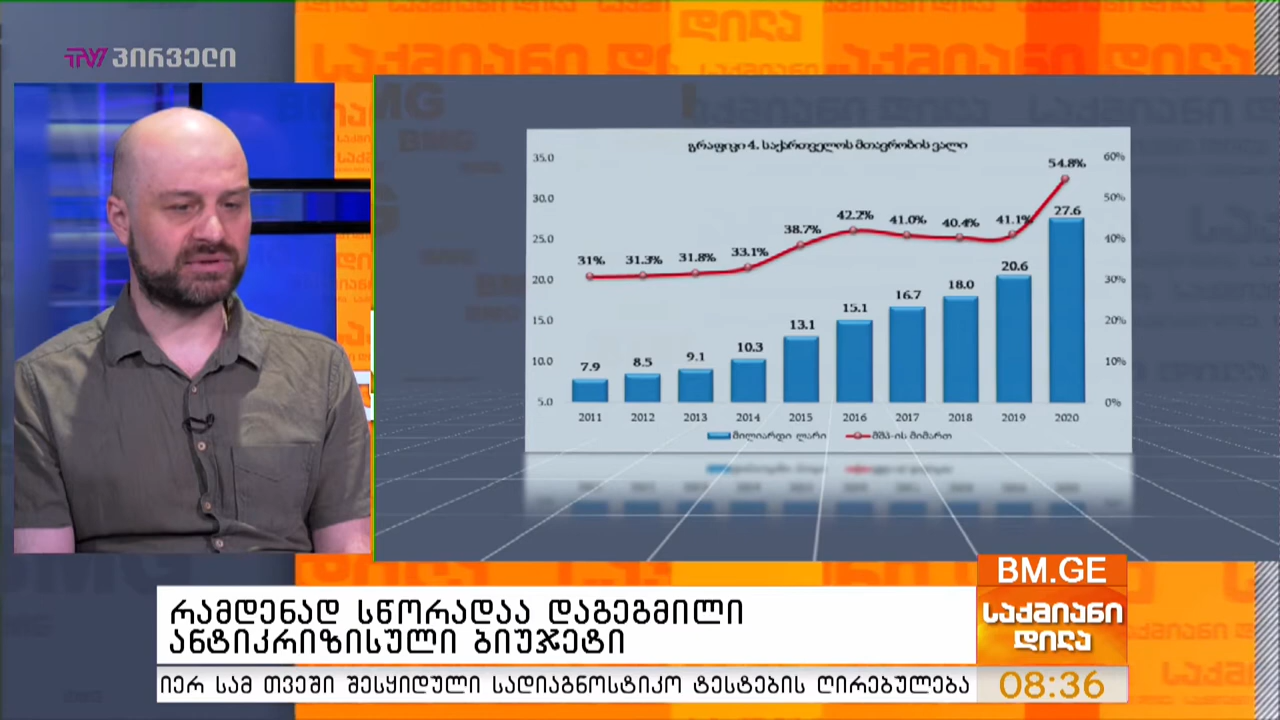 TV პირველი
გრაფიკი 4. საქართველოს მთავრობის ვალი
35.0
30.0
25.0
20.0
15.0
10.0
5.0
60%
50%
40%
30%
20%
10%
0%
31% 31.3% 31.8% 33.1% 38.7% 42.2% 41.0% 40.4% 41.1% 54.8%
7.9 8.5 9.1 10.3 13.1 15.1 16.7 18.0 20.6 27.6
2011 2012 2013 2014 2015 2016 2017 2018 2019 2020
მილიარდი ლარი მშპ-ის მიმართ
რამდენად სწორადაა დაგეგმილი
ანტიკრიზისული ბიუჯეტი
BM.GE
საქმიანი
დილა
იერ სამ თვეში შესყიდული სადიაგნოსტიკო ტესტების ღირებულება
08:36